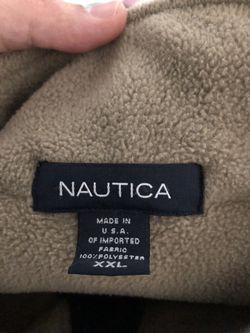 NAUTICA
MADE IN
U.S.A.
OF IMPORTED
FABRIC
100% POLYESTER
XXL